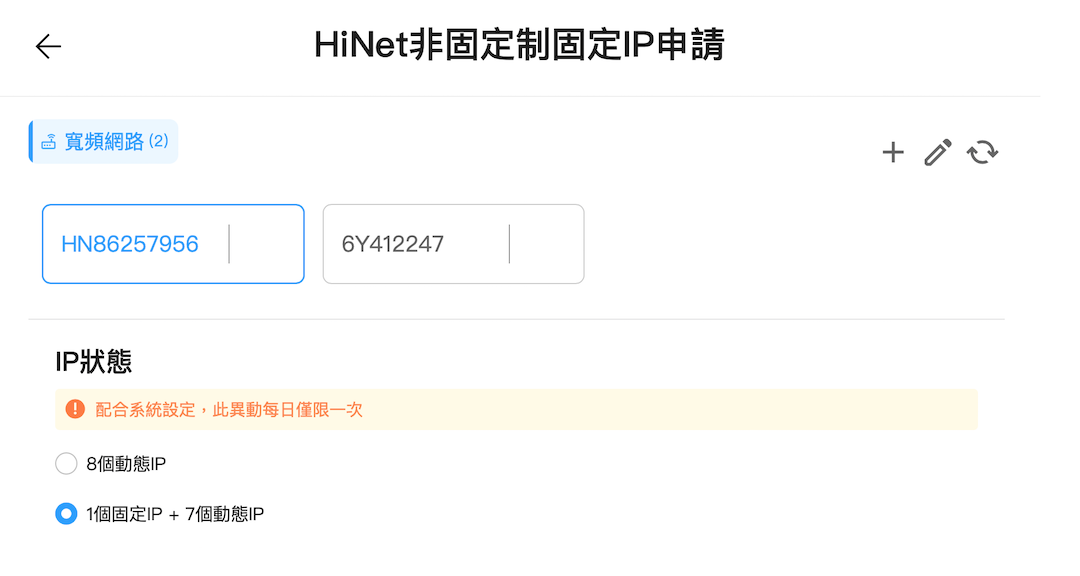 HiNet非固定制固定IP申請
寬頻網路 (2)
HN86257956
6Y412247
IP狀態
配合系統設定，此異動每日僅限一次
8個動態IP
1個固定IP + 7個動態IP